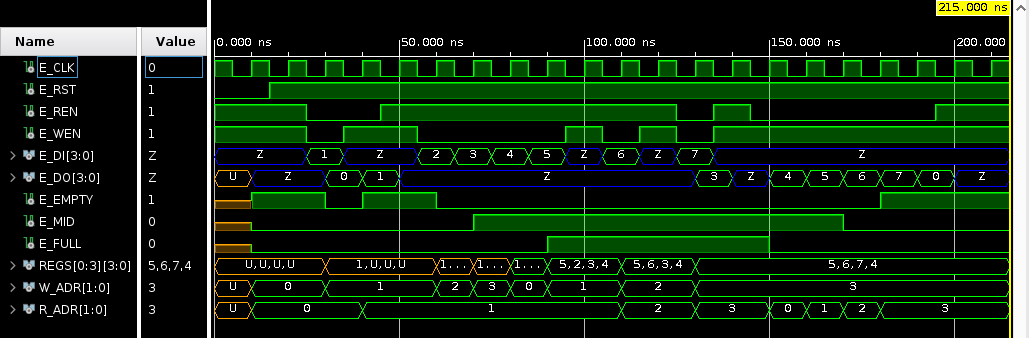 215.000 ns
Name Value 0.000 ns 50.000 ns 100.000 ns 150.000 ns 200.000
E_CLK 0
E_RST 1
E_REN 1
E_WEN 1
E_DI[3:0] Z Z 1 Z 2 3 4 5 Z 6 Z 7 Z
E_DO[3:0] Z U Z 0 1 Z 3 Z 4 5 6 7 0 Z
E_EMPTY 1
E_MID 0
E_FULL 0
REGS[0:3][3:0] 5,6,7,4 U,U,U,U 1,U,U,U 1... 1... 1... 5,2,3,4 5,6,3,4 5,6,7,4
W_ADR[1:0] 3 U 0 1 2 3 0 1 2 3
R_ADR[1:0] 3 U 0 1 2 3 0 1 2 3